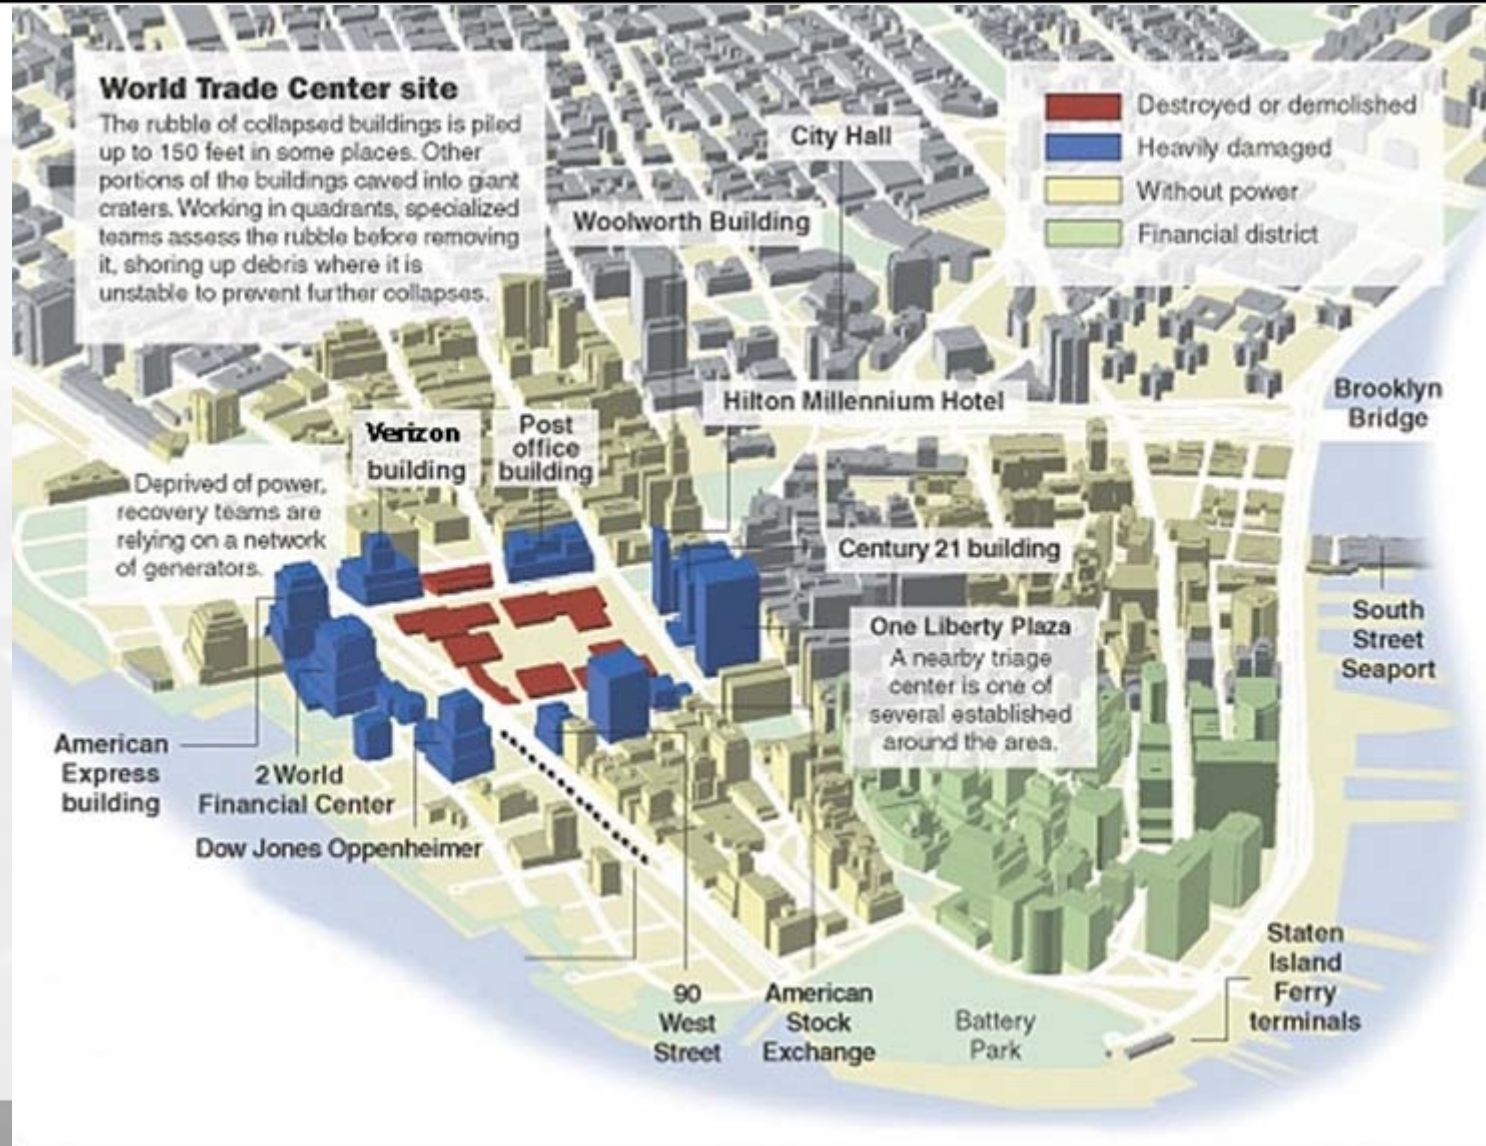 World Trade Center site
The rubble of collapsed buildings is piled
up to 150 feet in some places. Other
portions of the buildings caved into giant
craters. Working in quadrants, specialized
teams assess the rubble before removing
it, shoring up debris where it is
unstable to prevent further collapses.
Destroyed or demolished
Heavily damaged
Without power
Financial district
City Hall
Woolworth Building
Hilton Millennium Hotel
Brooklyn
Bridge
Verizon
building
Post
office
building
Deprived of power,
recovery teams are
relying on a network
of generators.
Century 21 building
One Liberty Plaza
A nearby triage
center is one of
several established
around the area.
South
Street
Seaport
American
Express
building
2 World
Financial Center
Dow Jones Oppenheimer
90
West
Street
American
Stock
Exchange
Battery
Park
Staten
Island
Ferry
terminals